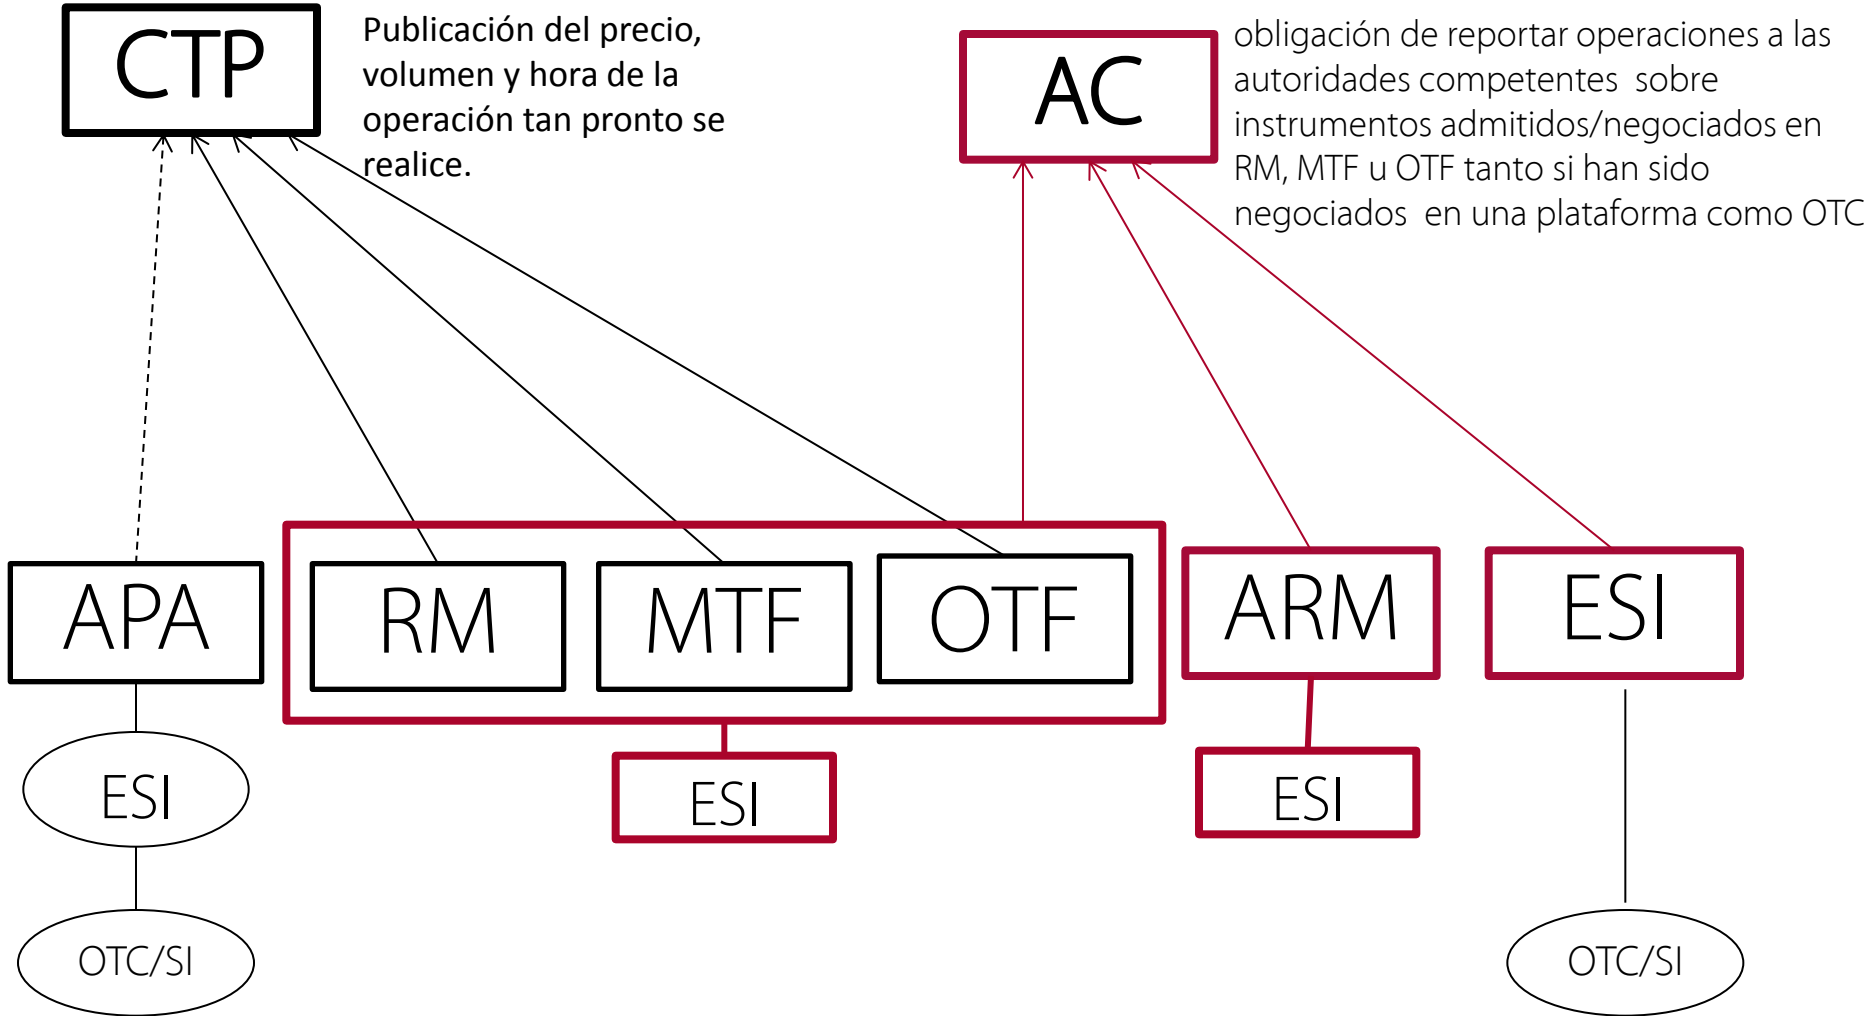 CTP
Publicación del precio,
volumen y hora de la
operación tan pronto se
realice.
AC
obligación de reportar operaciones a las
autoridades competentes sobre
instrumentos admitidos/negociados en
RM, MTF u OTF tanto si han sido
negociados en una plataforma como OTC
APA
RM
MTF
OTF
ARM
ESI
ESI
ESI
ESI
OTC/SI
OTC/SI